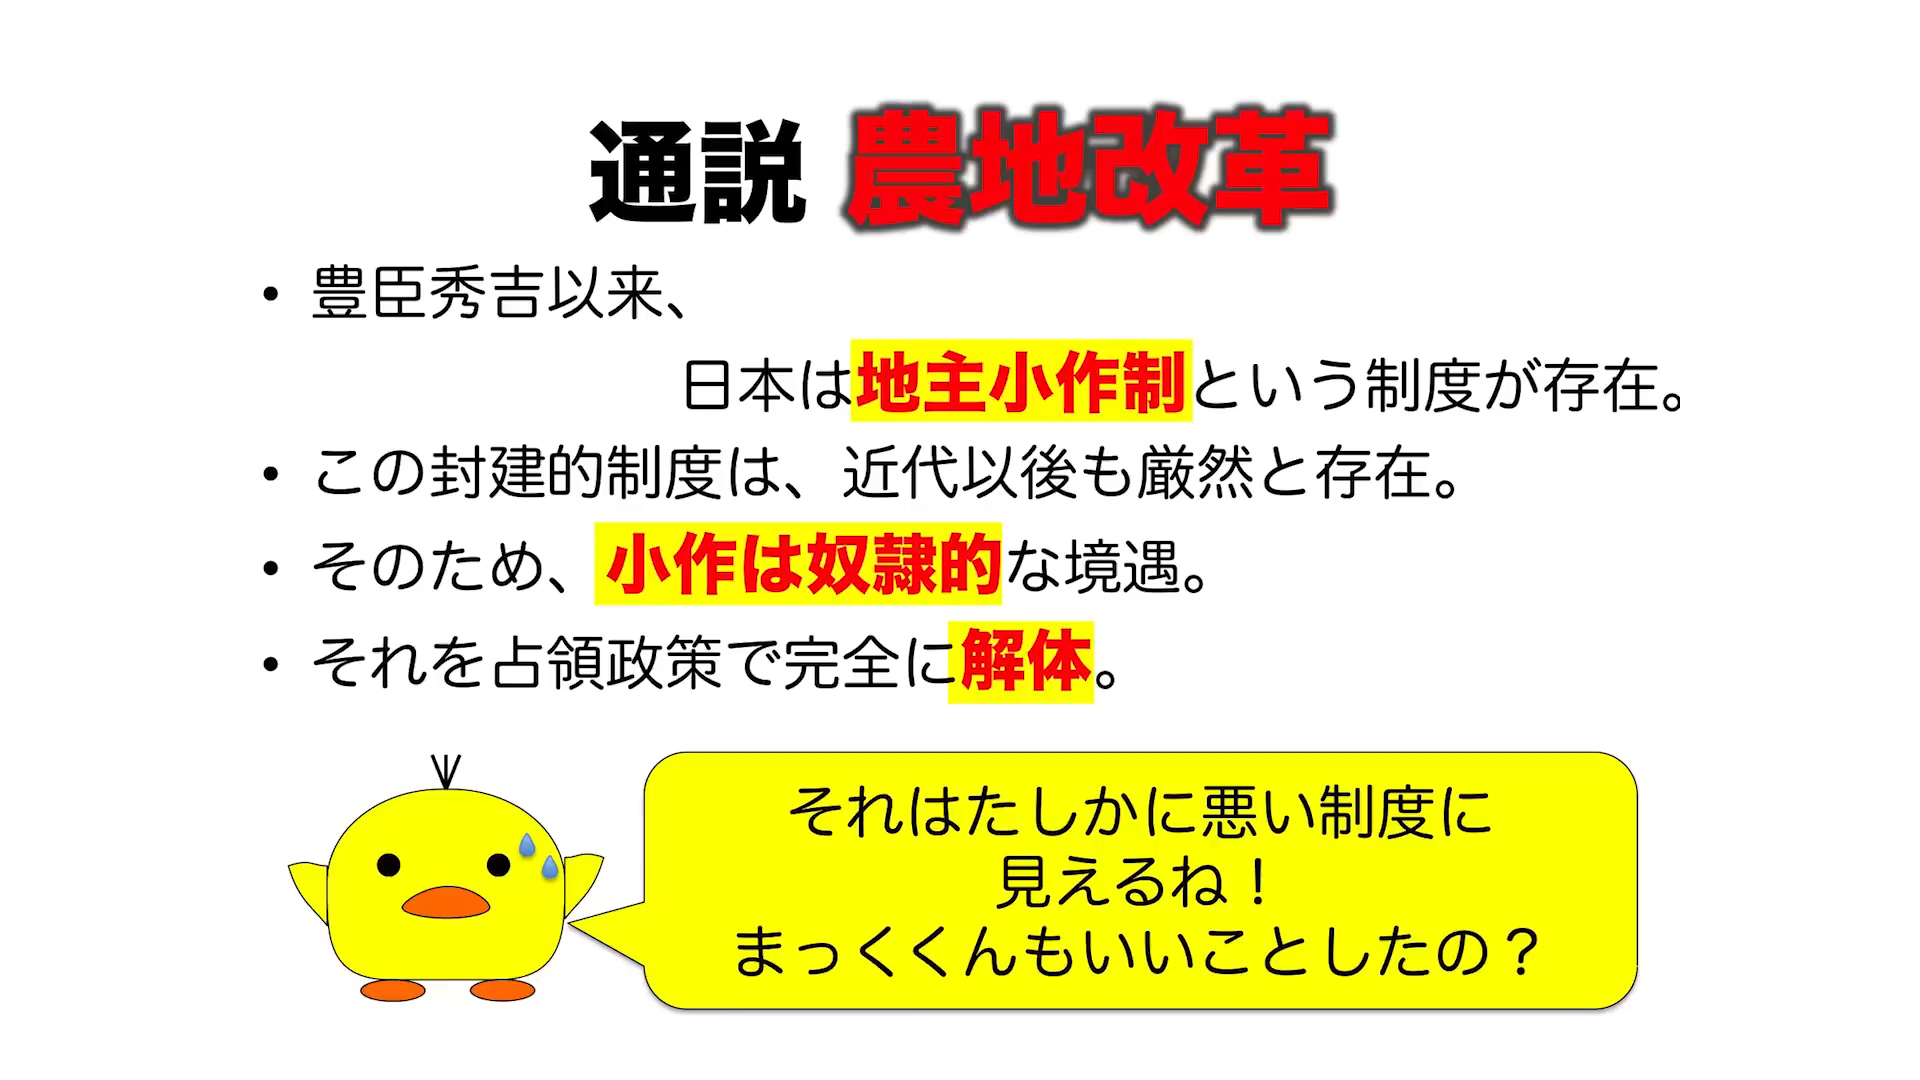 通説 農地改革
• 豊臣秀吉以来、
日本は地主小作制という制度が存在。
• この封建的制度は、近代以後も厳然と存在。
• そのため、小作は奴隷的な境遇。
• それを占領政策で完全に解体。
それはたしかに悪い制度に
見えるね！
まっくくんもいいことしたの？